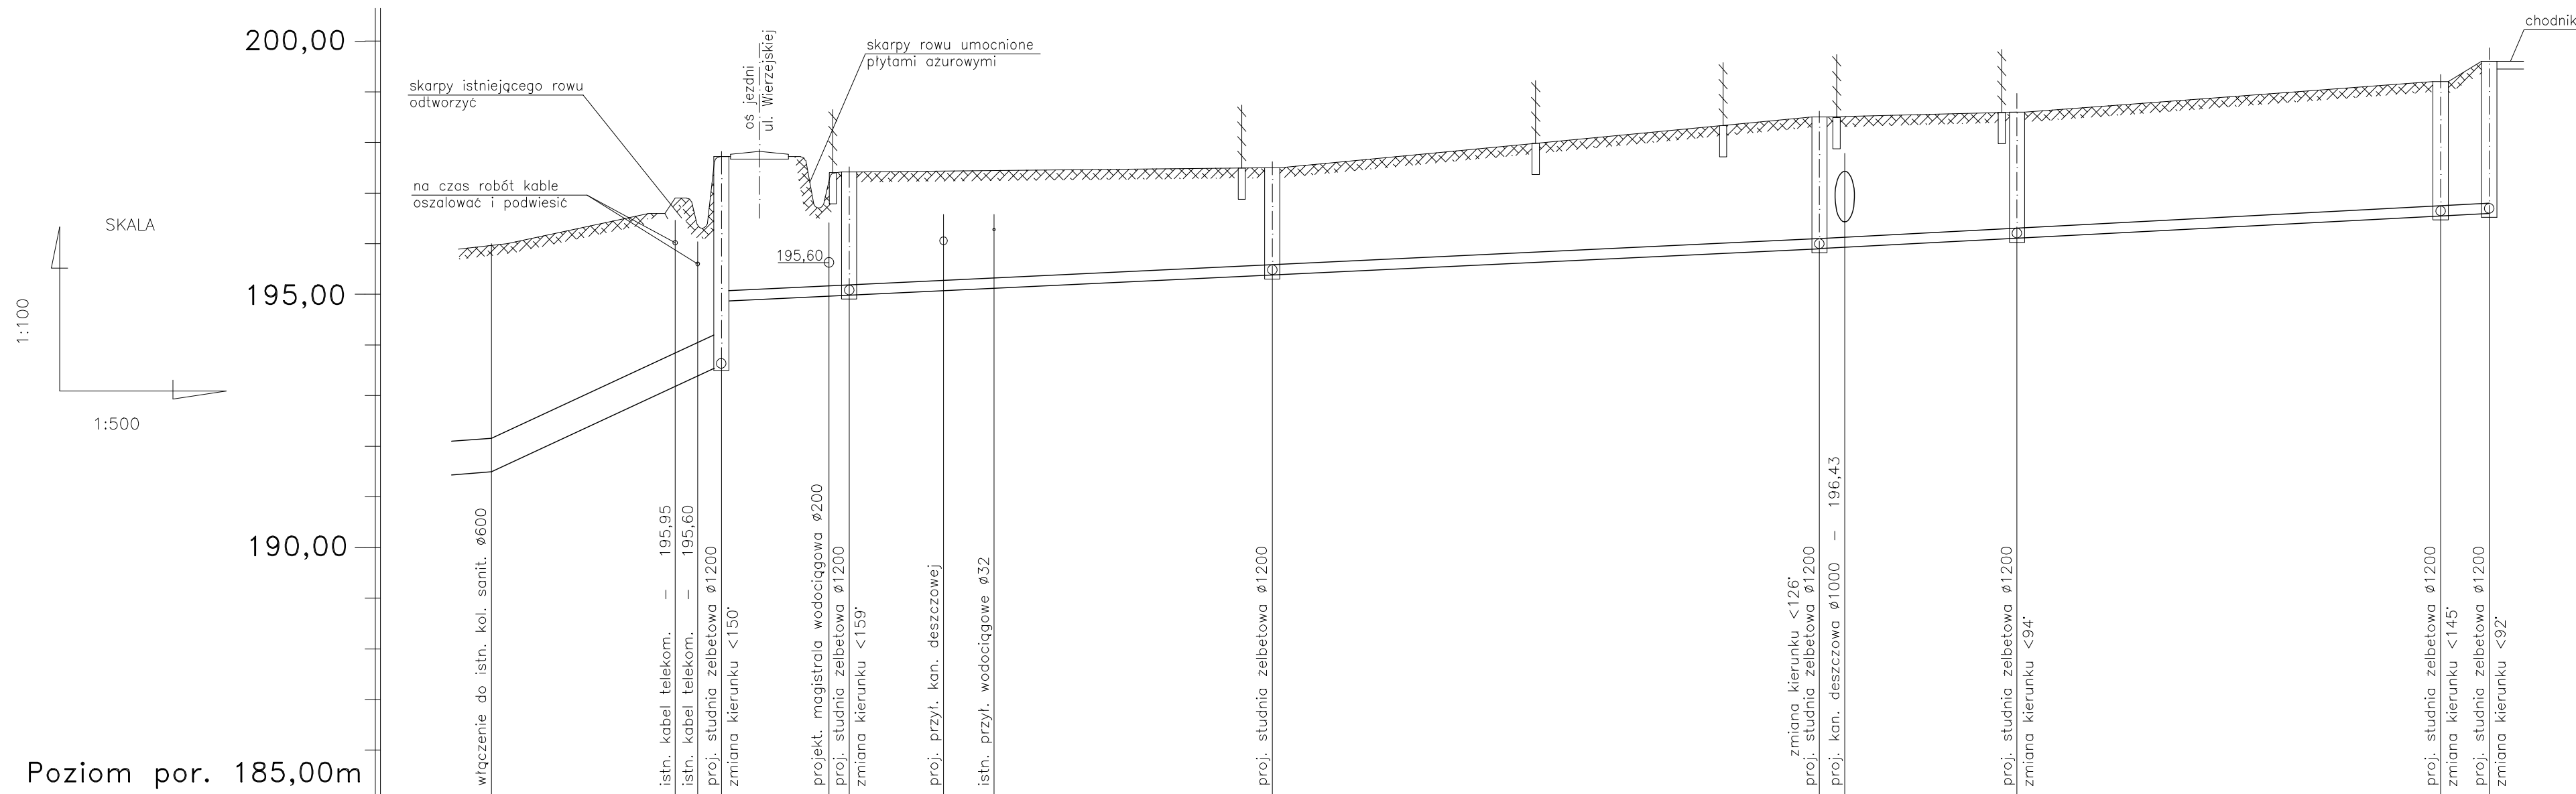 200,00
195,00
190,00
Poziom por. 185,00m
SKALA
1:100
1:500
skarpy istniejącego rowu
odtworzyć
na czas robót kable
oszalować i podwiesić
oś jezdni
ul. Wierzejskiej
skarpy rowu umocnione
płytami ażurowymi
195,60
chodnik
włączenie do istn. kol. sanit. ø600
istn. kabel telekom. – 195,95
istn. kabel telekom. – 195,60
proj. studnia żelbetowa ø1200
zmiana kierunku <150°
projekt. magistrala wodociągowa ø200
proj. studnia żelbetowa ø1200
zmiana kierunku <159°
proj. przył. kan. deszczowej
istn. przył. wodociągowe ø32
proj. studnia żelbetowa ø1200
zmiana kierunku <126°
proj. studnia żelbetowa ø1200
proj. kan. deszczowa ø1000 – 196,43
proj. studnia żelbetowa ø1200
zmiana kierunku <94°
proj. studnia żelbetowa ø1200
zmiana kierunku <145°
proj. studnia żelbetowa ø1200
zmiana kierunku <92°